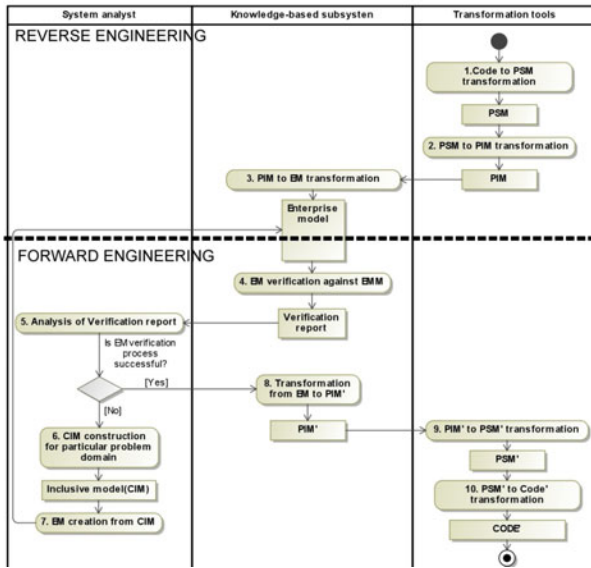 System analyst
Knowledge-based subsysten
Transformation tools
REVERSE ENGINEERING
1.Code to PSM
transformation
PSM
2. PSM to PIM transformation
PIM
3. PIM to EM transformation
Enterprise
model
FORWARD ENGINEERING
4. EM verification against EMM
Verification
report
5. Analysis of Verification report
Is EM verification
process
successful?
[Yes]
[No]
8. Transformation
from EM to PIM'
PIM'
9. PIM' to PSM' transformation
PSM'
10. PSM' to Code'
transformation
CODE'
6. CIM construction
for particular problem
domain
Inclusive model(CIM)
7. EM creation from CIM